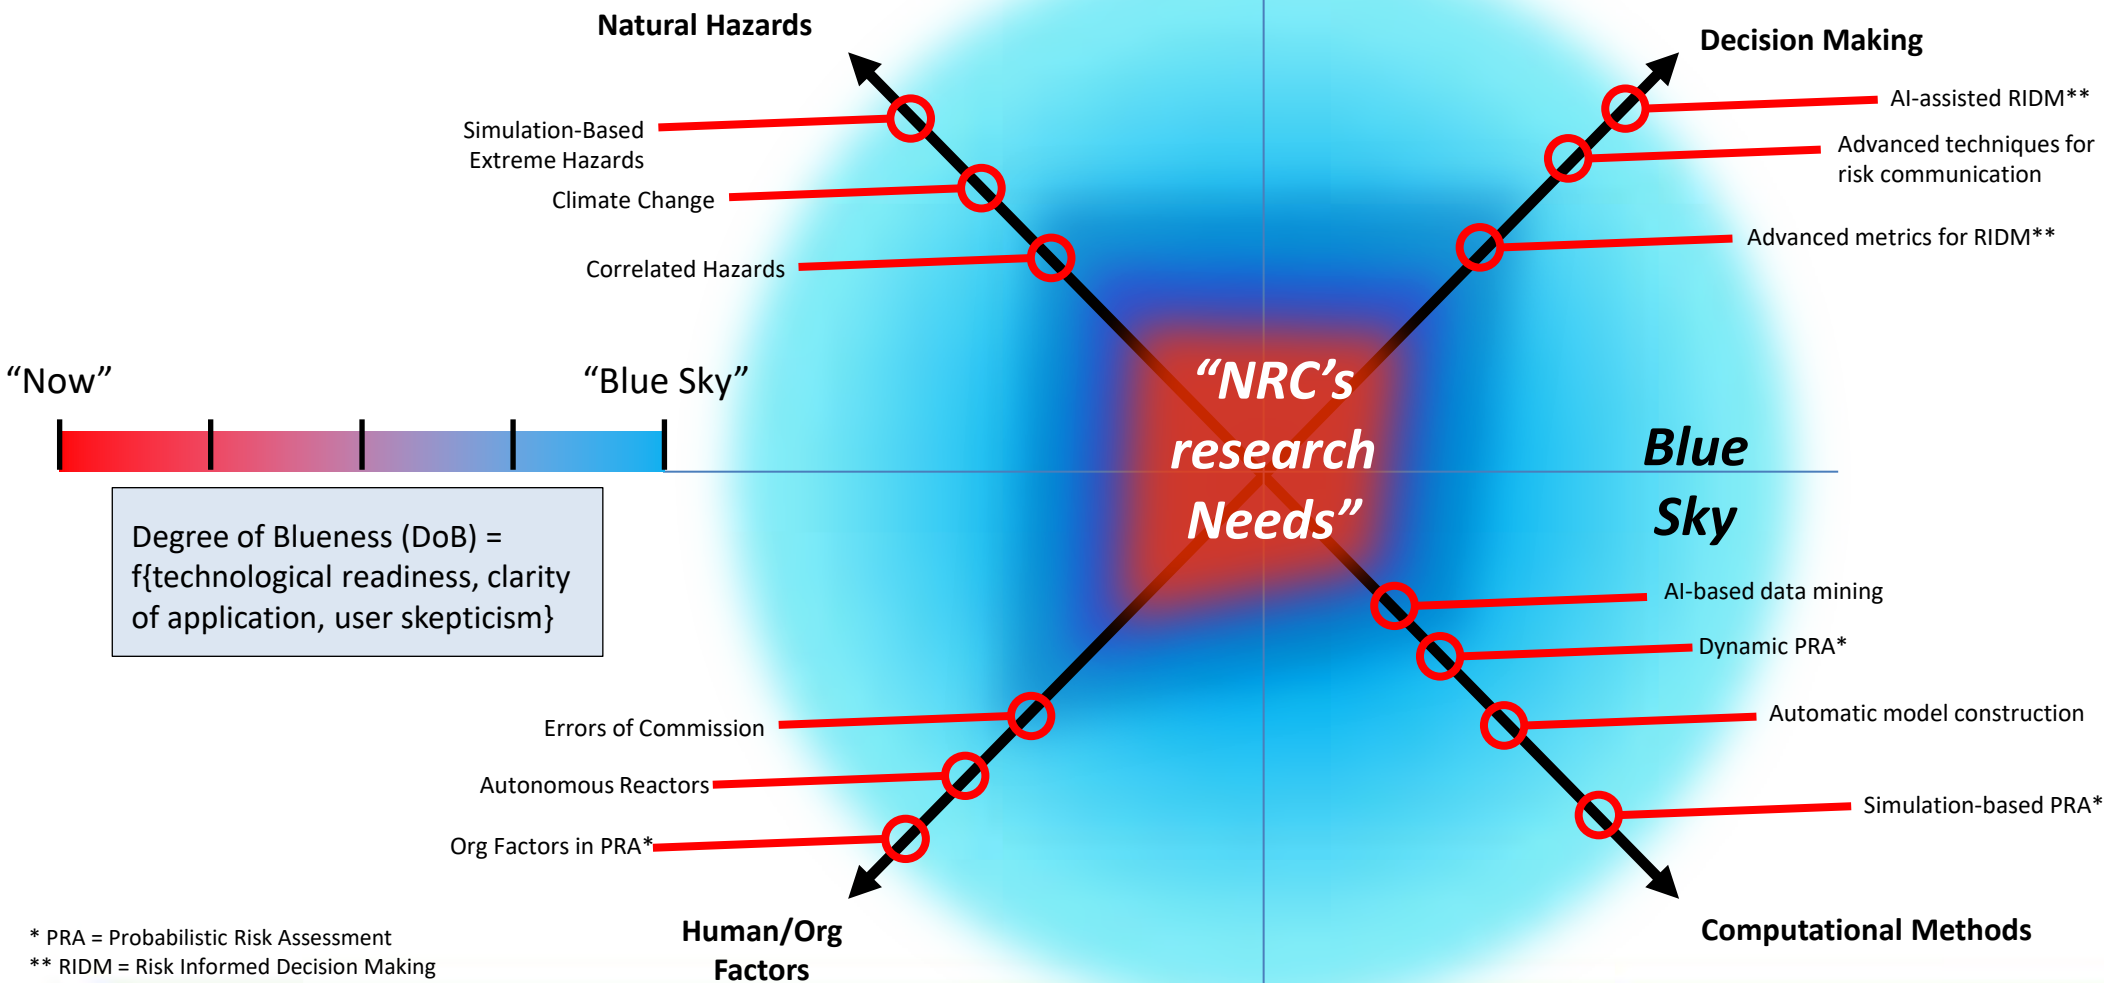 Natural Hazards
Decision Making
Simulation-Based
Extreme Hazards
Climate Change
Correlated Hazards
AI-assisted RIDM**
Advanced techniques for
risk communication
Advanced metrics for RIDM**
“Now”
“Blue Sky”
Degree of Blueness (DoB) =
f{technological readiness, clarity
of application, user skepticism}
“NRC’s
research
Needs”
Blue
Sky
AI-based data mining
Dynamic PRA*
Automatic model construction
Simulation-based PRA*
Errors of Commission
Autonomous Reactors
Org Factors in PRA*
Human/Org
Factors
Computational Methods
* PRA = Probabilistic Risk Assessment
** RIDM = Risk Informed Decision Making